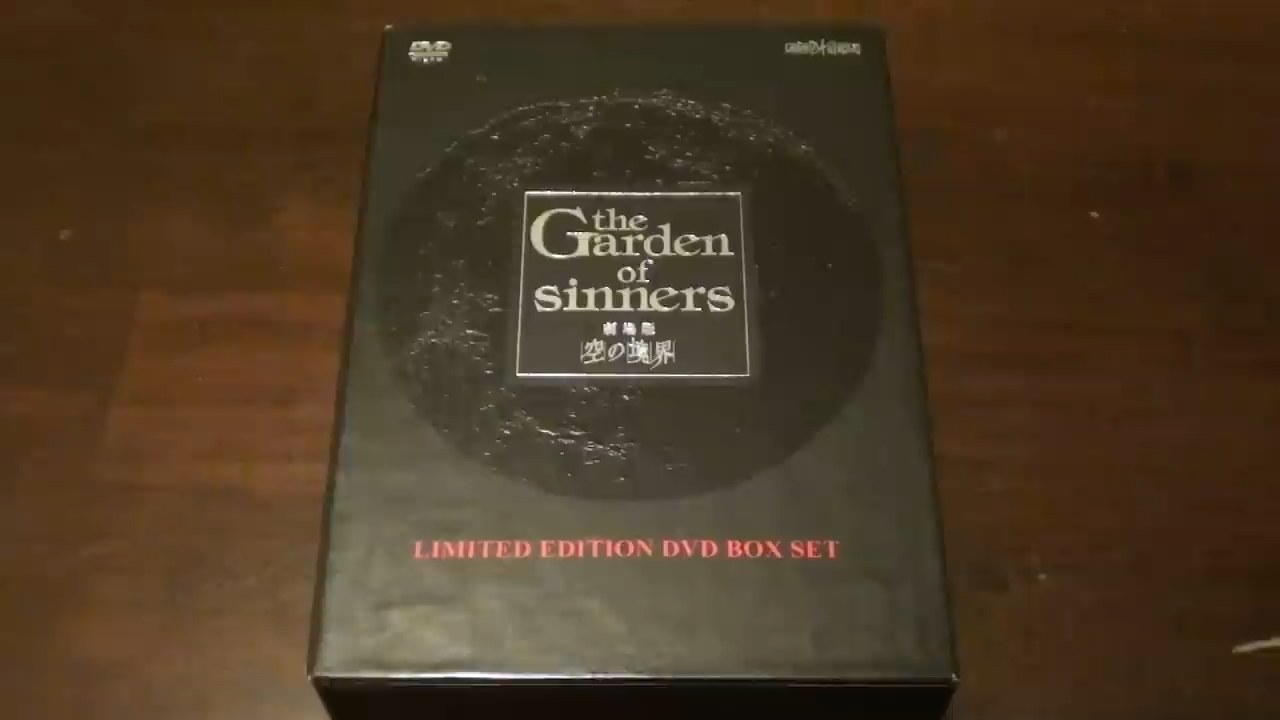 DVD
the
Garden
of
sinners
劇場版
空の境界
LIMITED EDITION DVD BOX SET